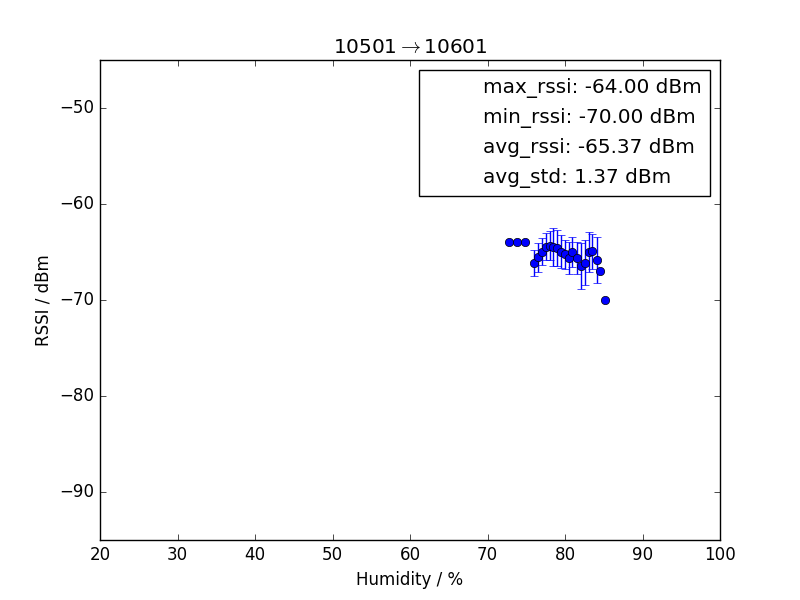 10501→10601
max_rssi: -64.00 dBm
min_rssi: -70.00 dBm
avg_rssi: -65.37 dBm
avg_std: 1.37 dBm
RSSI / dBm
−50
−60
−70
−80
−90
20 30 40 50 60 70 80 90 100
Humidity / %